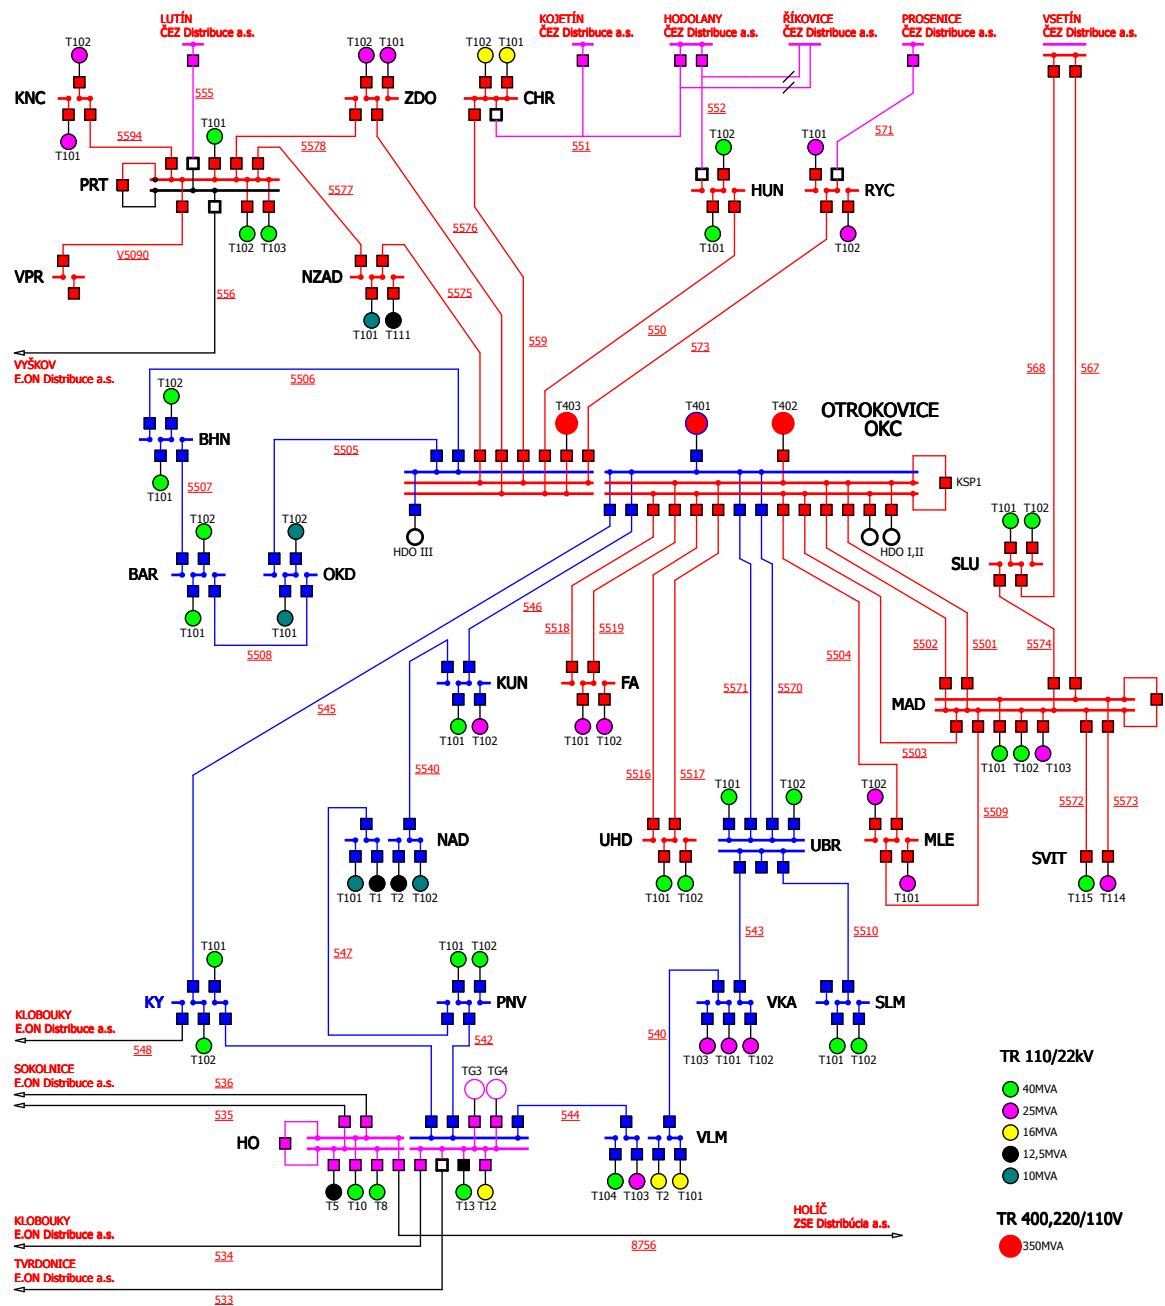 LUTÍN
ČEZ Distribuce a.s.
KOJETÍN
ČEZ Distribuce a.s.
HODOLANY
ČEZ Distribuce a.s.
ŘÍKOVICE
ČEZ Distribuce a.s.
PROSENICE
ČEZ Distribuce a.s.
VSETÍN
ČEZ Distribuce a.s.
T102
T102
T101
T102
T101
KNC
555
ZDO
CHR
T101
5594
T101
5578
552
551
T102
T101
571
PRT
5577
HUN
RYC
5576
T102
T103
T101
T102
V5090
VPR
NZAD
556
5575
550
T101
T111
559
573
VYŠKOV
E.ON Distribuce a.s.
568
567
5506
T102
T403
T401
T402
OTROKOVICE
OKC
BHN
5505
T101
5507
KSP1
T102
T102
HDO III
HDO I,II
T101
T102
BAR
OKD
SLU
T101
T101
546
5518
5519
5508
5504
5502
5501
5574
KUN
FA
5571
5570
MAD
545
T101
T102
T101
T102
5503
T101
T102
T103
5540
5516
5517
T101
T102
T102
5509
5572
5573
NAD
UHD
UBR
MLE
SVIT
T101
T1
T2
T102
T101
T102
T101
T115
T114
T101
547
T101
T102
543
5510
KY
PNV
VKA
SLM
KLOBOUKY
E.ON Distribuce a.s.
548
T102
542
540
T103
T101
T102
T101
T102
TR 110/22kV
SOKOLNICE
E.ON Distribuce a.s.
536
TG3
TG4
40MVA
535
544
25MVA
HO
VLM
16MVA
12,5MVA
10MVA
T5
T10
T8
T13
T12
T104
T103
T2
T101
KLOBOUKY
E.ON Distribuce a.s.
534
HOLÍČ
ZSE Distribúcia a.s.
8756
TR 400,220/110V
350MVA
TVRDONICE
E.ON Distribuce a.s.
533